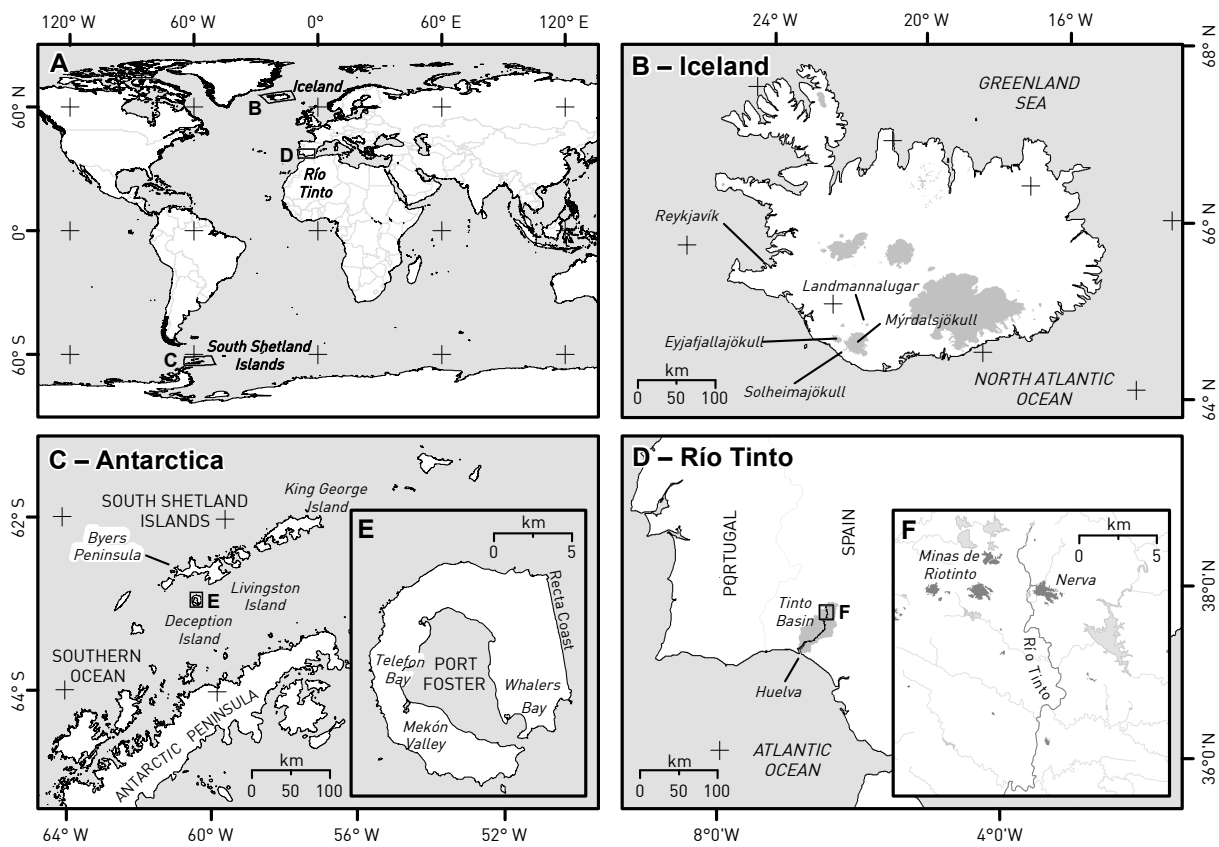 120° W 60° W 0° 60° E 120° E
24° W 20° W 16° W
A
Iceland
B
D
Río
Tinto
C
South Shetland
Islands
60° N
0°
60° S
B – Iceland
GREENLAND
SEA
Reykjavík
Landmannalugar
Mýrdalsjökull
Eyjafjallajökull
Solheimajökull
km
0 50 100
NORTH ATLANTIC
OCEAN
68° N
66° N
64° N
C – Antarctica
SOUTH SHETLAND
ISLANDS
King George
Island
Byers
Peninsula
Livingston
Island
E
Deception
Island
SOUTHERN
OCEAN
ANTARCTIC PENINSULA
km
0 50 100
62° S
64° S
64° W 60° W 56° W 52° W
E
km
0 5
Recta Coast
Telefon
Bay
PORT
FOSTER
Whalers
Bay
Mekón
Valley
D – Río Tinto
PORTUGAL
SPAIN
Tinto
Basin
F
Huelva
ATLANTIC
OCEAN
km
0 50 100
F
km
0 5
Minas de
Riotinto
Nerva
Río Tinto
38° N
36° N
8° W 4° W